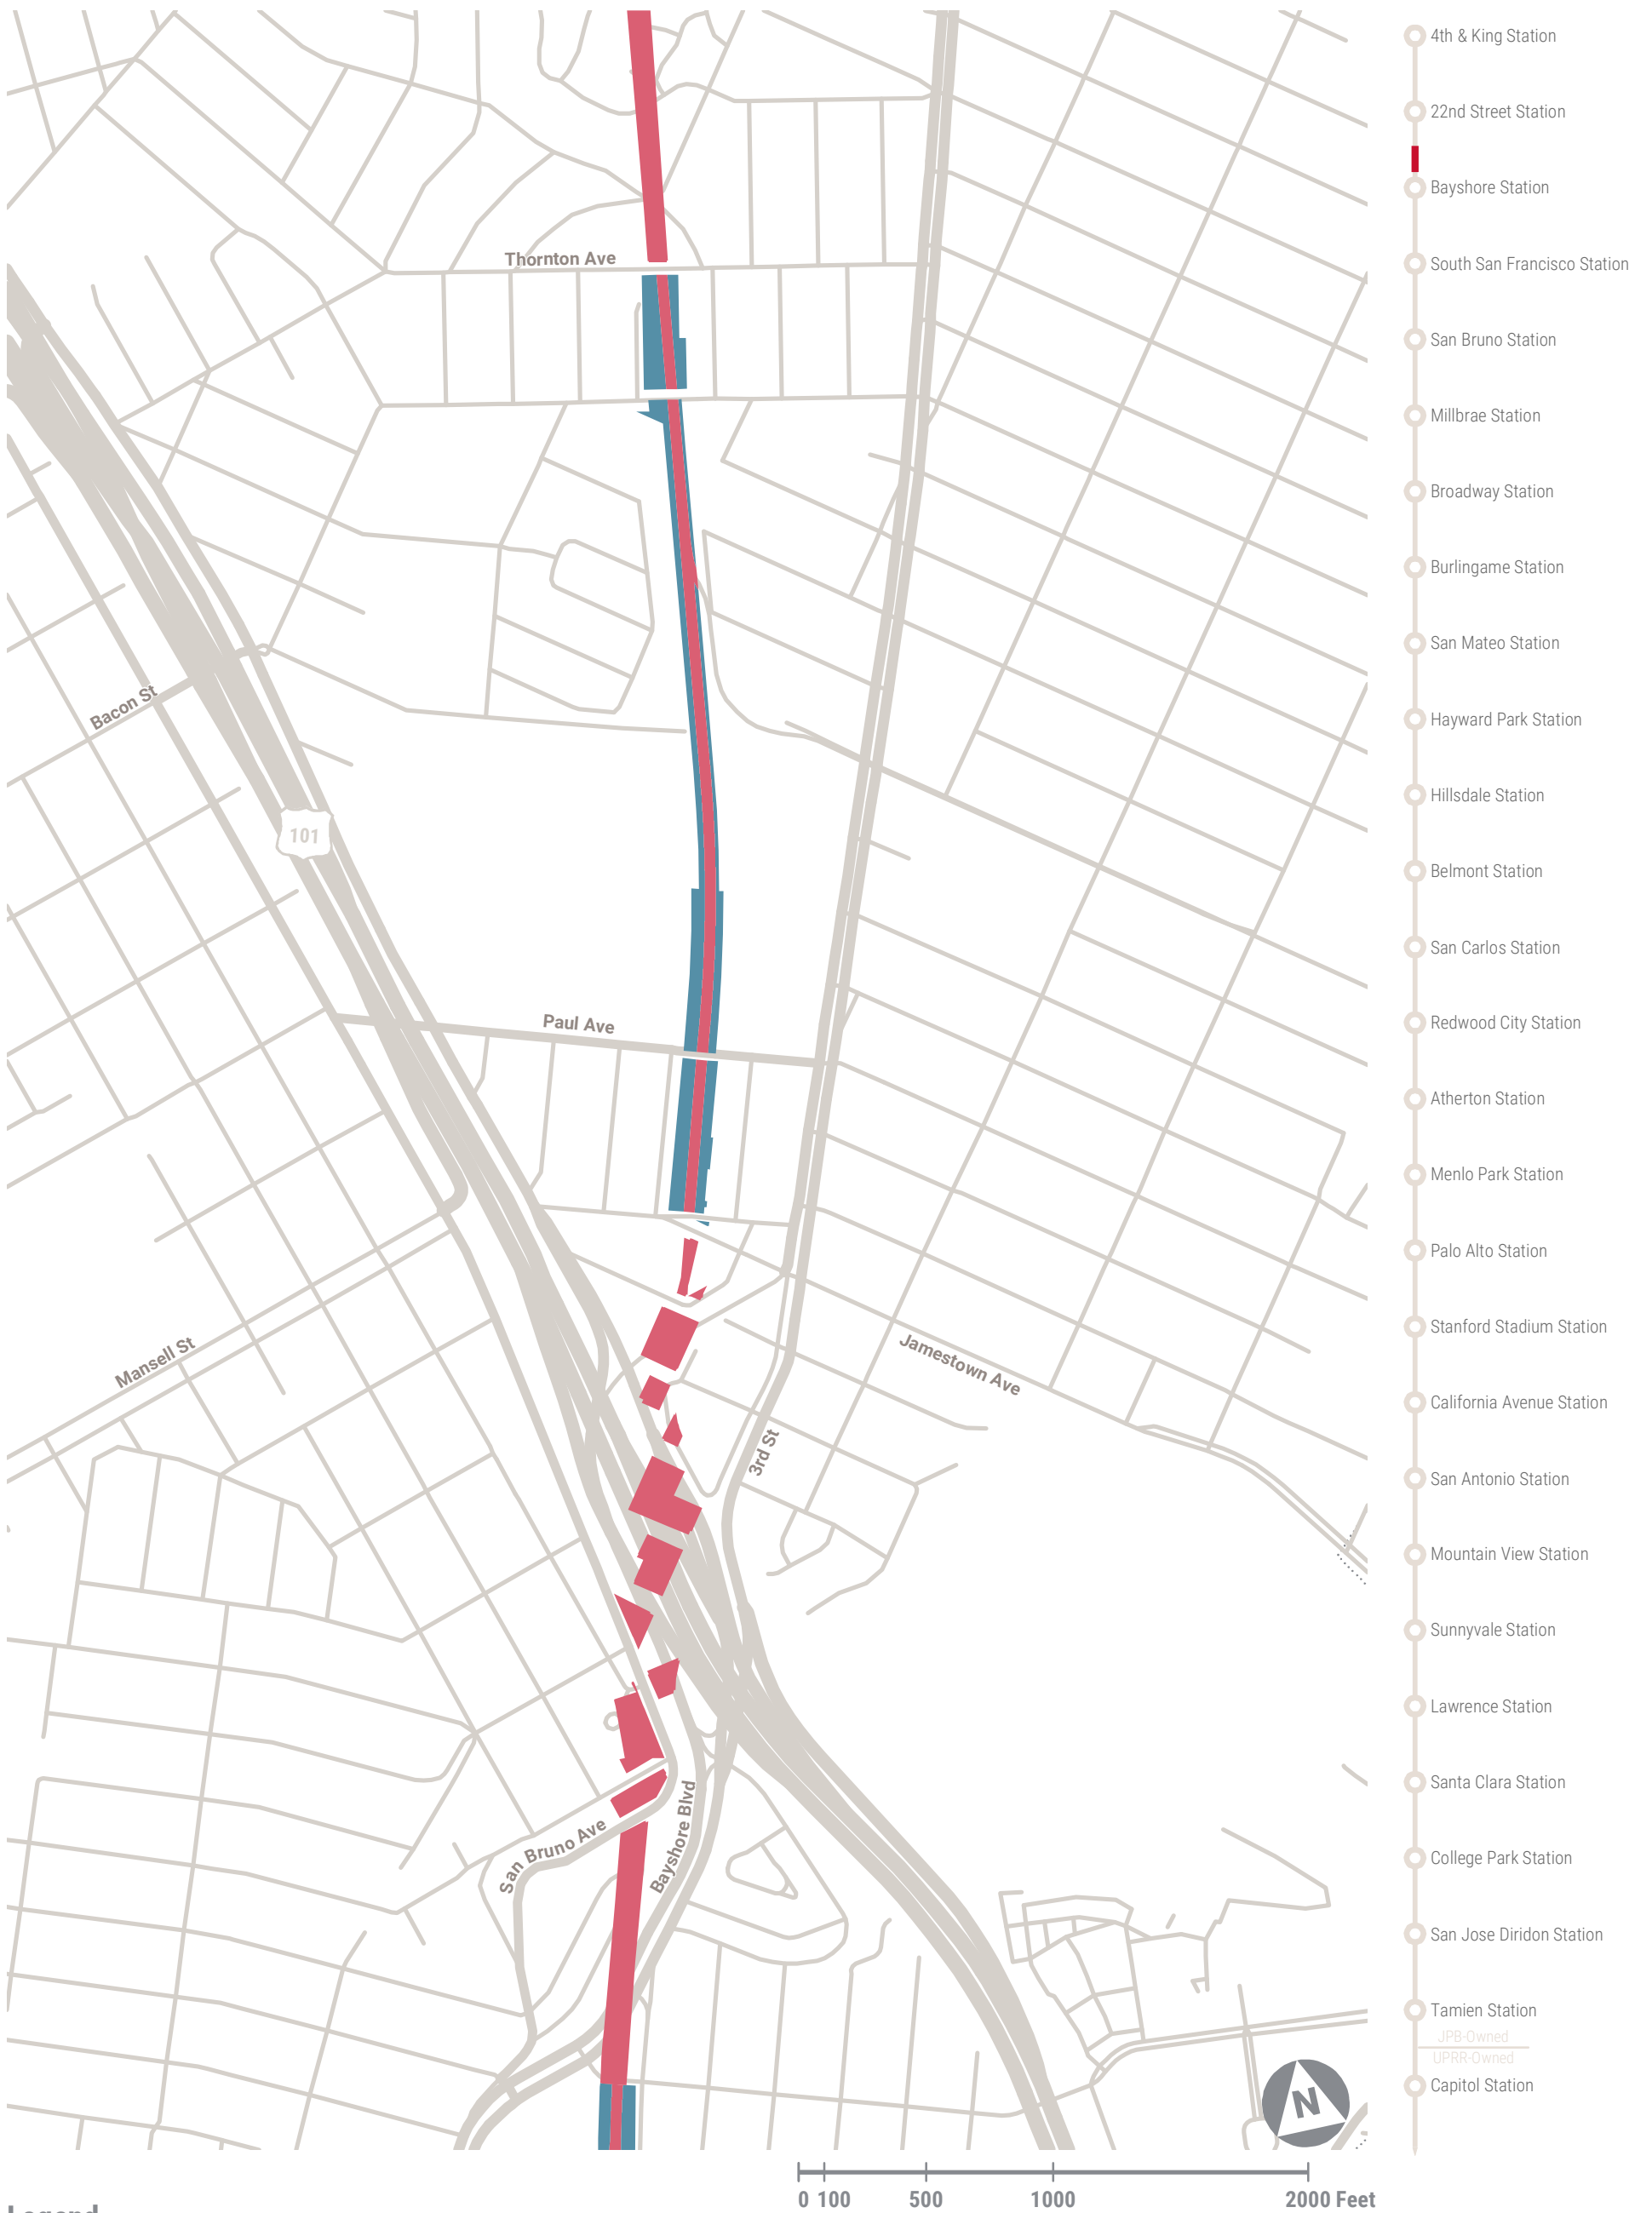 Thornton Ave
Bacon St
101
Paul Ave
Mansell St
Jamestown Ave
3rd St
San Bruno Ave
Bayshore Blvd
N
0 100 500 1000 2000 Feet
4th & King Station
22nd Street Station
Bayshore Station
South San Francisco Station
San Bruno Station
Millbrae Station
Broadway Station
Burlingame Station
San Mateo Station
Hayward Park Station
Hillsdale Station
Belmont Station
San Carlos Station
Redwood City Station
Atherton Station
Menlo Park Station
Palo Alto Station
Stanford Stadium Station
California Avenue Station
San Antonio Station
Mountain View Station
Sunnyvale Station
Lawrence Station
Santa Clara Station
College Park Station
San Jose Diridon Station
Tamien Station
JPB-Owned
UPRR-Owned
Capitol Station
Legend